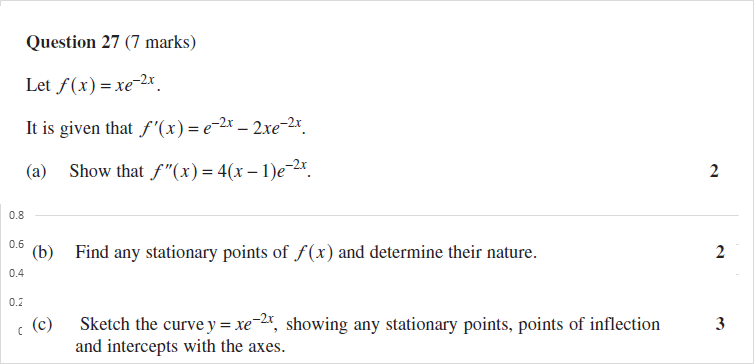 Question 27 (7 marks)
Let f(x) = xe⁻²ˣ.
It is given that f′(x) = e⁻²ˣ – 2xe⁻²ˣ.
(a) Show that f″(x) = 4(x – 1)e⁻²ˣ. 2
0.8
0.6
(b) Find any stationary points of f(x) and determine their nature. 2
0.4
0.2
(c) Sketch the curve y = xe⁻²ˣ, showing any stationary points, points of inflection 3
and intercepts with the axes.